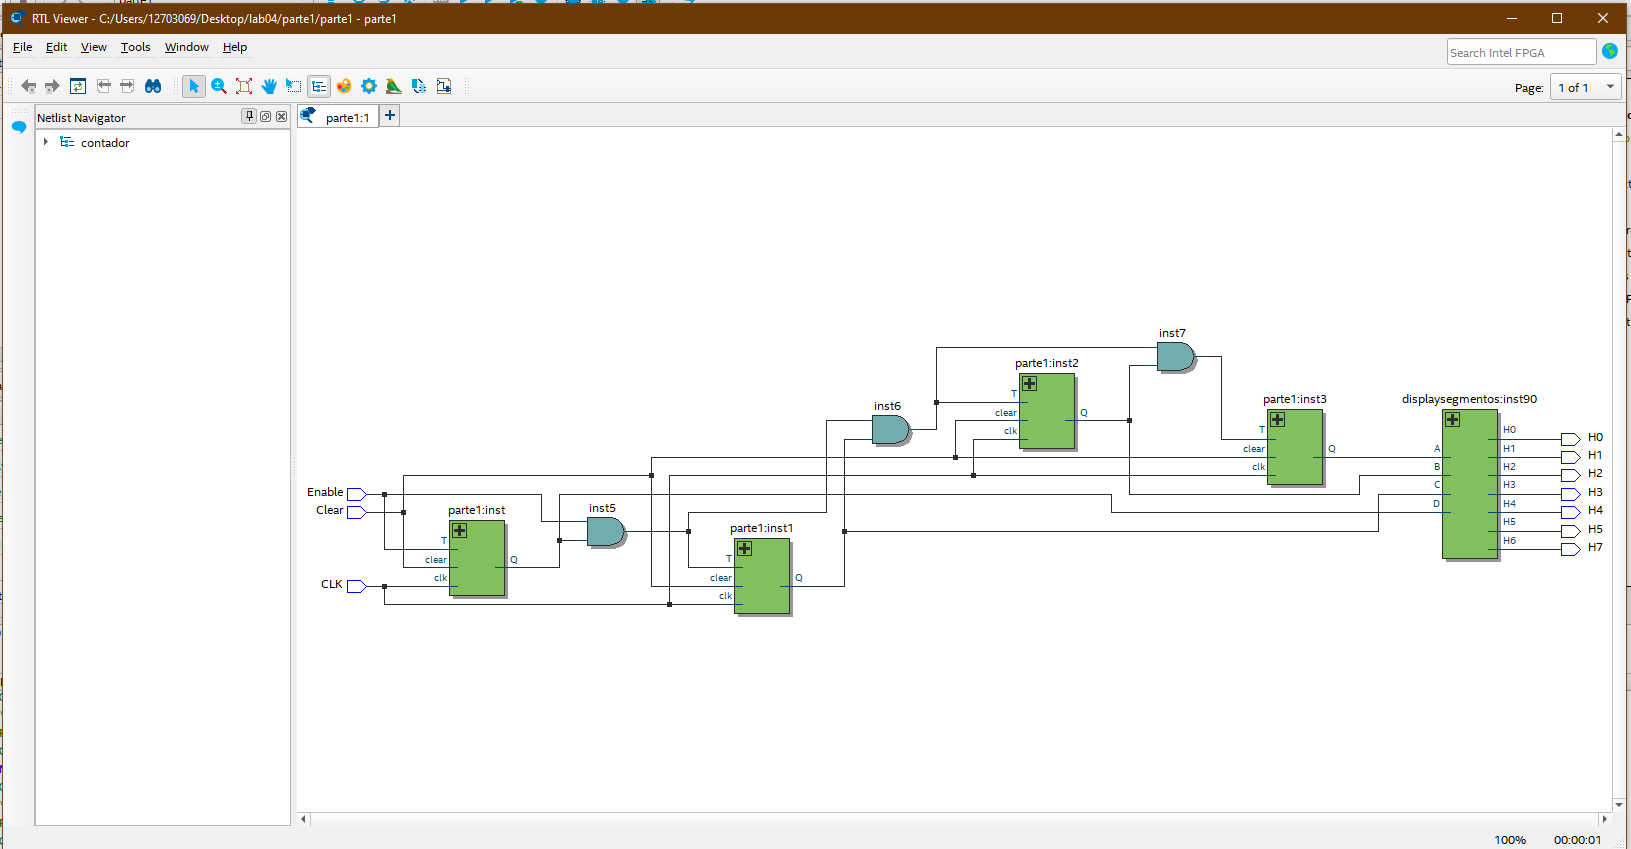 RTL Viewer - C:/Users/12703069/Desktop/lab04/parte1/parte1 - parte1
File Edit View Tools Window Help
Search Intel FPGA
Page: 1 of 1
Netlist Navigator
parte1:1
contador
inst7
parte1:inst2
T
clear
clk
Q
inst6
parte1:inst3
T
clear
clk
Q
displaysegmentos:inst90
A
B
C
D
H0
H1
H2
H3
H4
H5
H6
H0
H1
H2
H3
H4
H5
H7
Enable
Clear
CLK
parte1:inst
T
clear
clk
Q
inst5
parte1:inst1
T
clear
clk
Q
100% 00:00:01